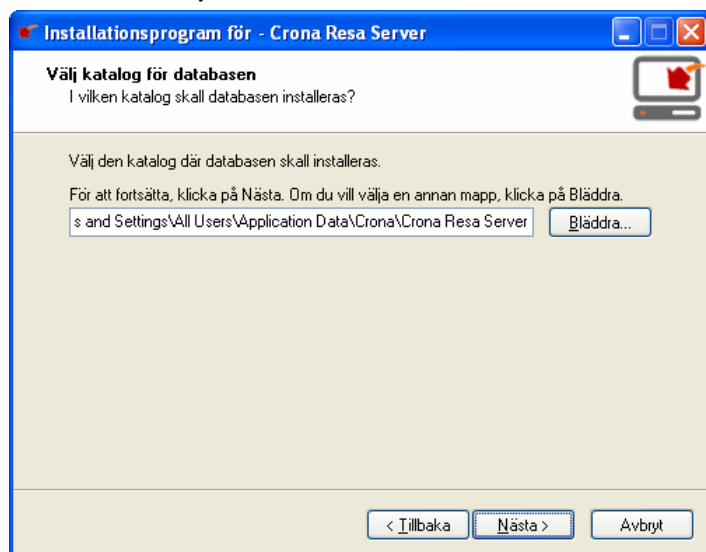 Installationsprogram för - Crona Resa Server
Välj katalog för databasen
I vilken katalog skall databasen installeras?
Välj den katalog där databasen skall installeras.
För att fortsätta, klicka på Nästa. Om du vill välja en annan mapp, klicka på Bläddra.
s and Settings\All Users\Application Data\Crona\Crona Resa Server
Bläddra...
< Tillbaka
Nästa >
Avbryt